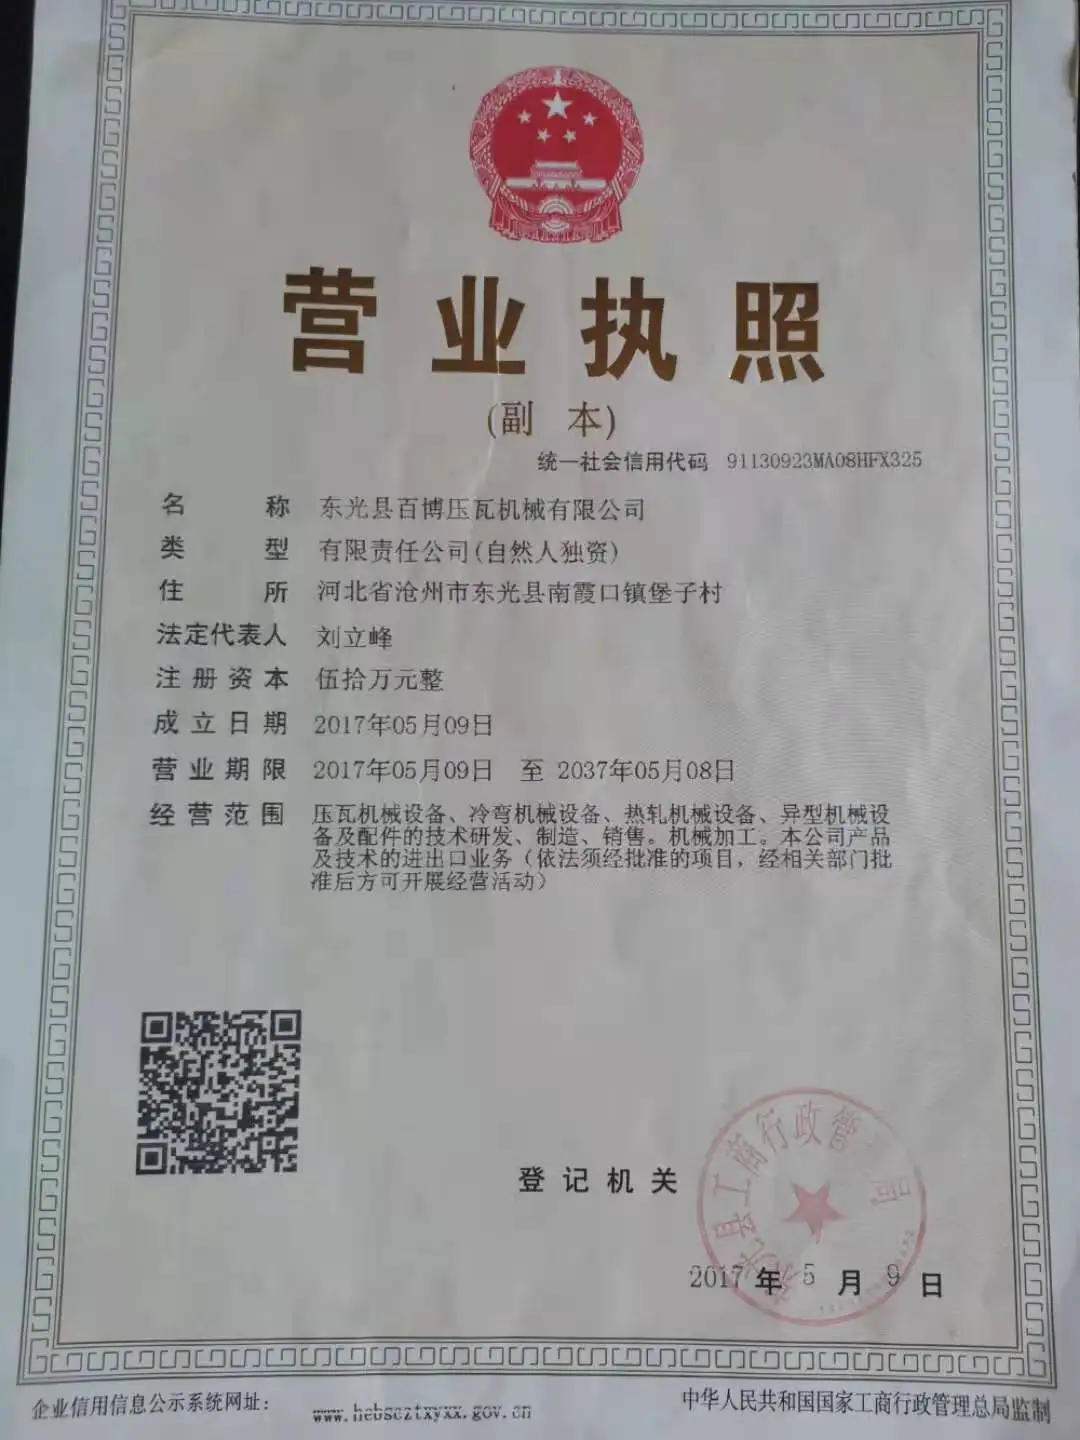 营业执照
(副 本)
统一社会信用代码 91130923MA08HFX325
名 称 东光县百博压瓦机械有限公司
类 型 有限责任公司(自然人独资)
住 所 河北省沧州市东光县南霞口镇堡子村
法定代表人 刘立峰
注册资本 伍拾万元整
成立日期 2017年05月09日
营业期限 2017年05月09日 至 2037年05月08日
经营范围 压瓦机械设备、冷弯机械设备、热轧机械设备、异型机械设
备及配件的技术研发、制造、销售。机械加工。本公司产品
及技术的进出口业务（依法须经批准的项目，经相关部门批
准后方可开展经营活动）
东光县工商行政管 局
登记机关
2017 年 5 月 9 日
企业信用信息公示系统网址： www.hebscztxyxx.gov.cn
中华人民共和国国家工商行政管理总局监制